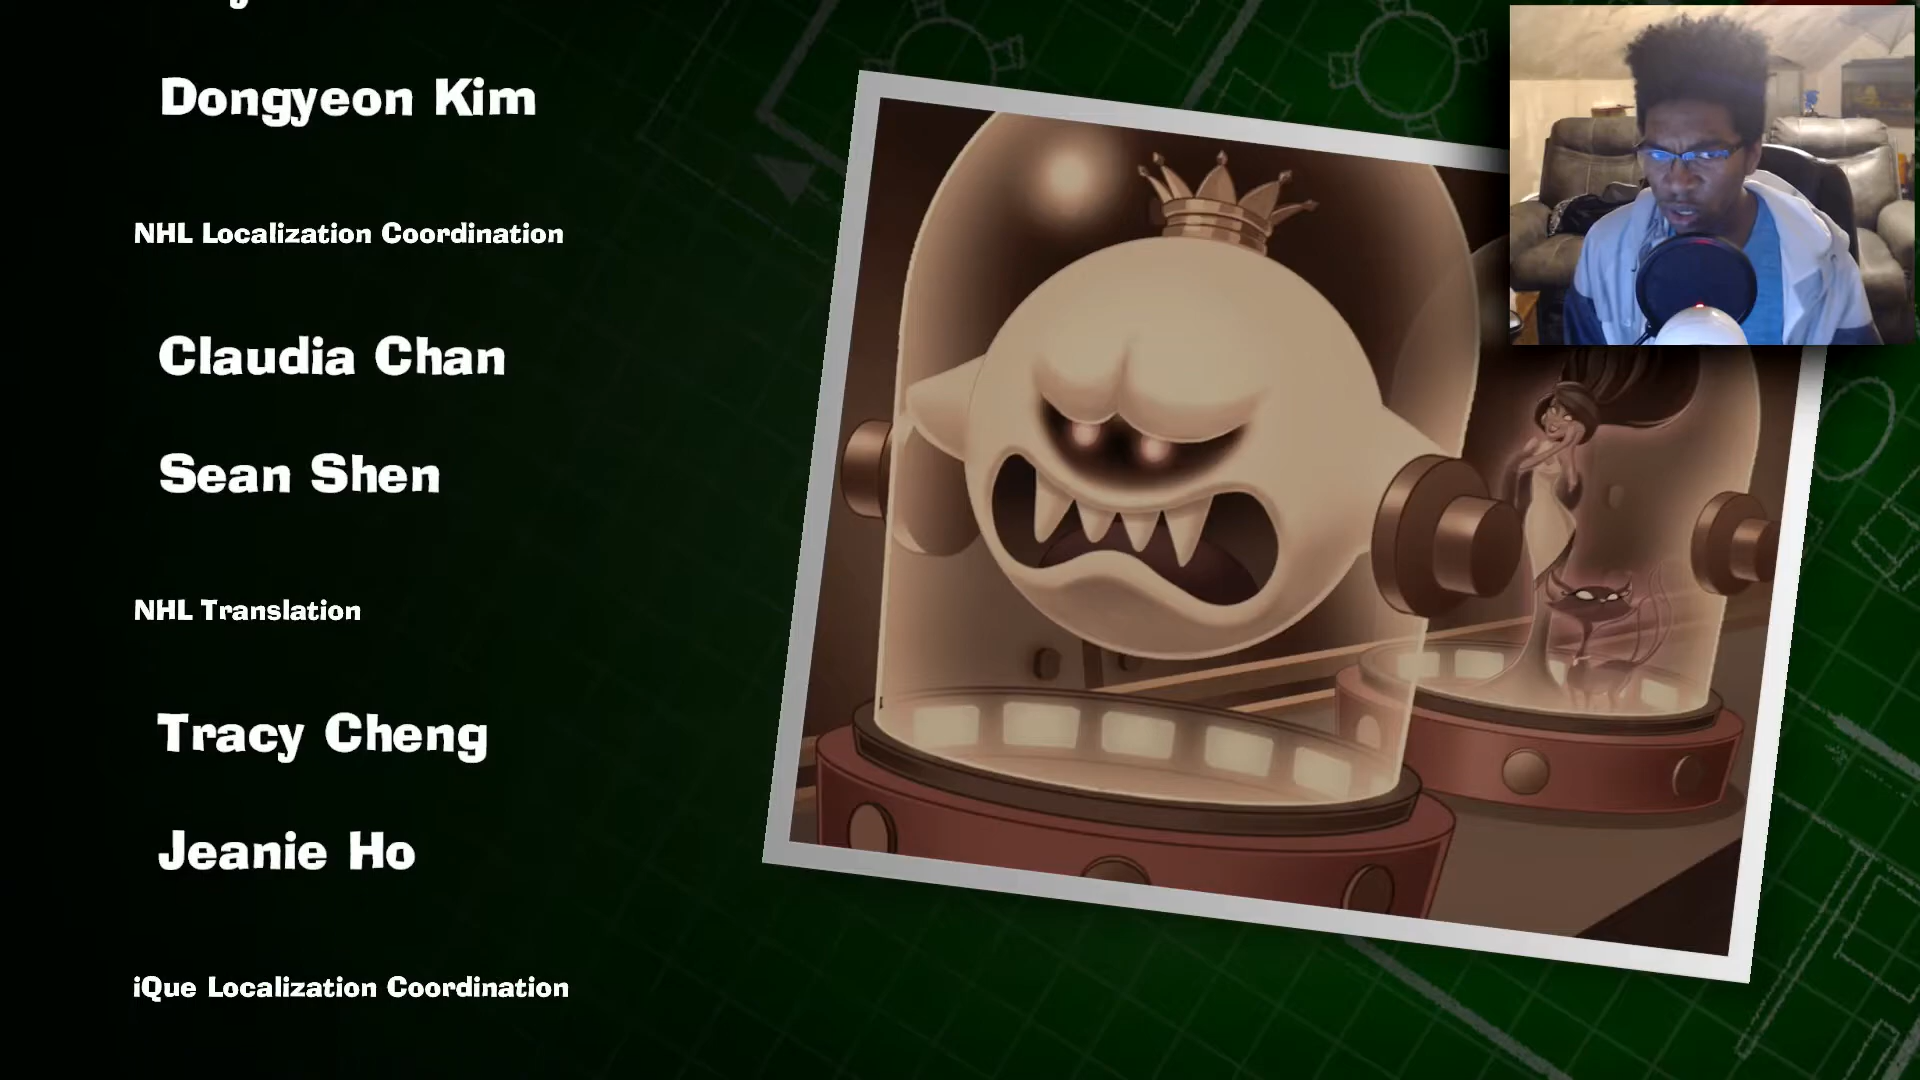 Dongyeon Kim
NHL Localization Coordination
Claudia Chan
Sean Shen
NHL Translation
Tracy Cheng
Jeanie Ho
iQue Localization Coordination